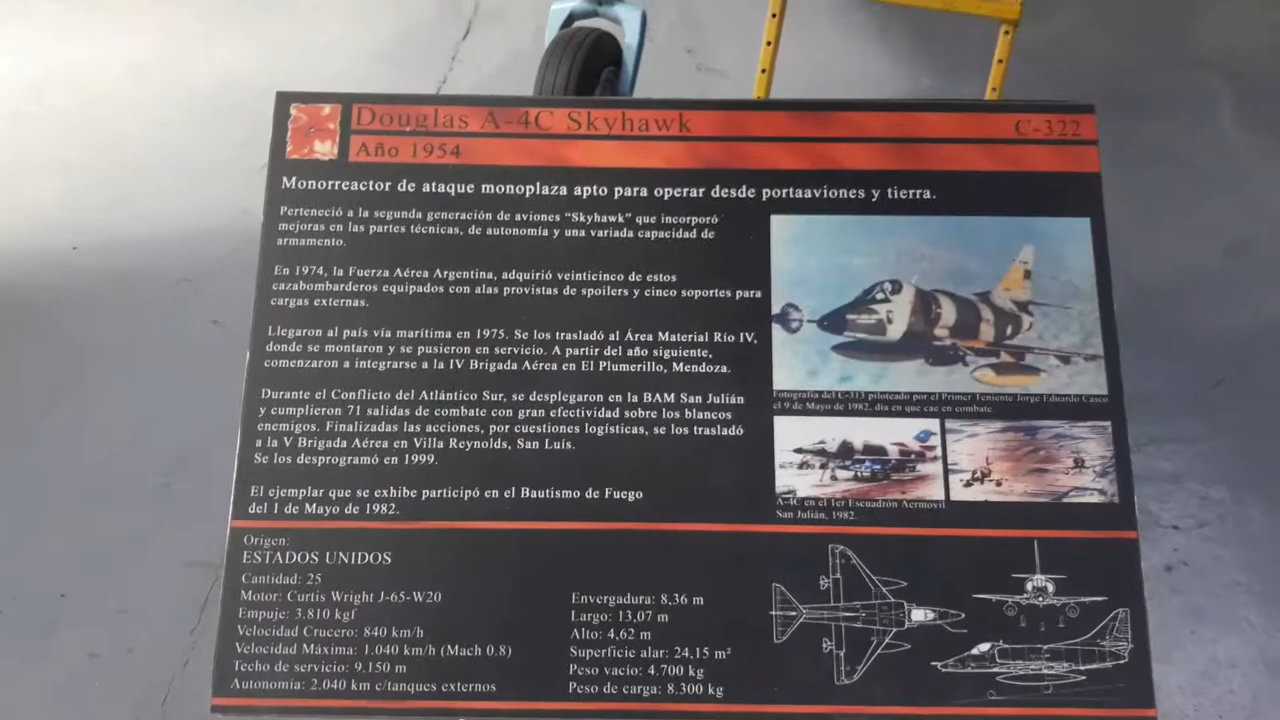 Douglas A-4C Skyhawk
C-322
Año 1954
Monorreactor de ataque monoplaza apto para operar desde portaaviones y tierra.
Perteneció a la segunda generación de aviones “Skyhawk” que incorporó
mejoras en las partes técnicas, de autonomía y una variada capacidad de
armamento.
En 1974, la Fuerza Aérea Argentina, adquirió veinticinco de estos
cazabombarderos equipados con alas provistas de spoilers y cinco soportes para
cargas externas.
Llegaron al país vía marítima en 1975. Se los trasladó al Área Material Río IV,
donde se montaron y se pusieron en servicio. A partir del año siguiente,
comenzaron a integrarse a la IV Brigada Aérea en El Plumerillo, Mendoza.
Durante el Conflicto del Atlántico Sur, se desplegaron en la BAM San Julián
y cumplieron 71 salidas de combate con gran efectividad sobre los blancos
enemigos. Finalizadas las acciones, por cuestiones logísticas, se los trasladó
a la V Brigada Aérea en Villa Reynolds, San Luís.
Se los desprogramó en 1999.
El ejemplar que se exhibe participó en el Bautismo de Fuego
del 1 de Mayo de 1982.
Fotografía del C-313 piloteado por el Primer Teniente Jorge Eduardo Casco
el 9 de Mayo de 1982, día en que cae en combate.
A-4C en el 1er Escuadrón Aermovil
San Julián, 1982.
Origen:
ESTADOS UNIDOS
Cantidad: 25
Motor: Curtis Wright J-65-W20
Empuje: 3.810 kgf
Velocidad Crucero: 840 km/h
Velocidad Máxima: 1.040 km/h (Mach 0.8)
Techo de servicio: 9.150 m
Autonomía: 2.040 km c/tanques externos
Envergadura: 8,36 m
Largo: 13,07 m
Alto: 4,62 m
Superficie alar: 24,15 m²
Peso vacío: 4.700 kg
Peso de carga: 8.300 kg